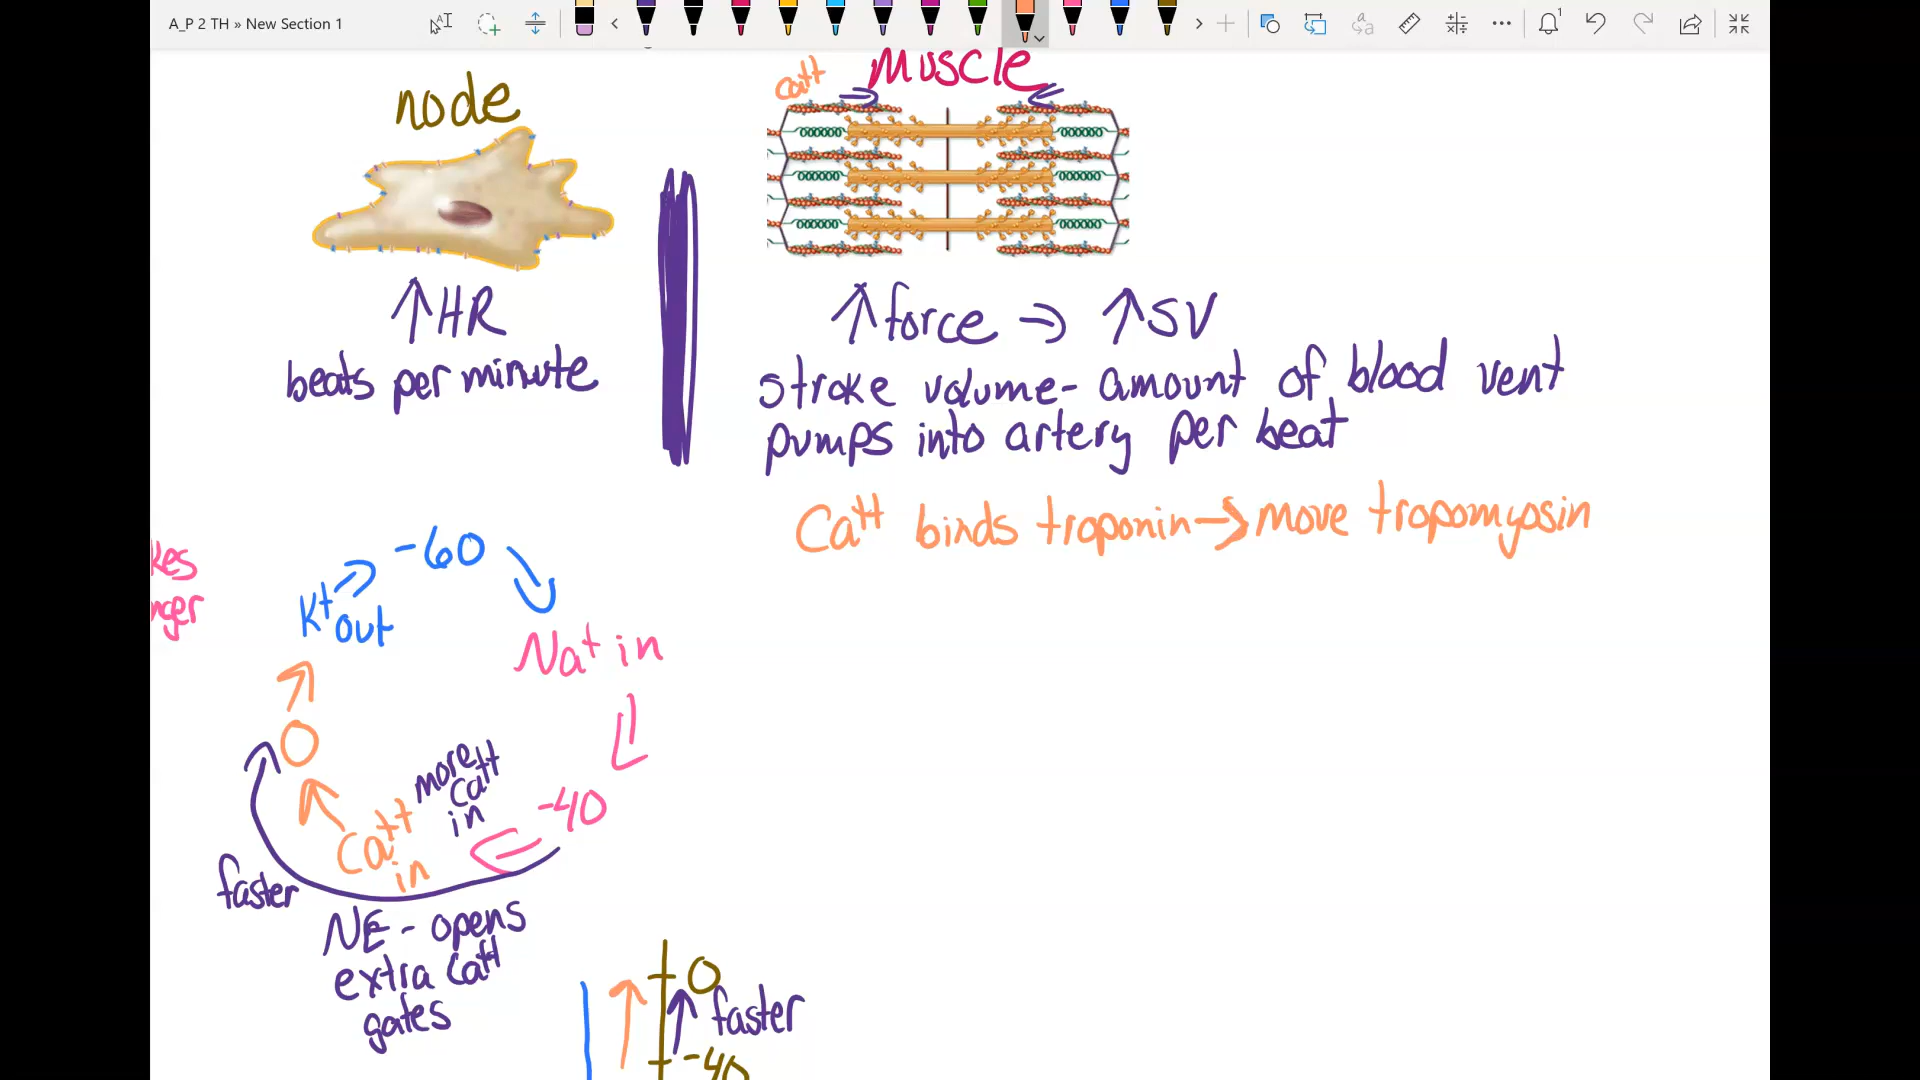 A_P 2 TH » New Section 1
node
Ca++
Muscle
↑HR
beats per minute
↑force → ↑SV
stroke volume- amount of blood vent
pumps into artery per beat
Ca++ binds troponin→move tropomyosin
K+ out
-60
Na+ in
-40
more
Ca++
in
Ca++
in
0
faster
NE- opens
extra Ca++
gates
0
faster
-40